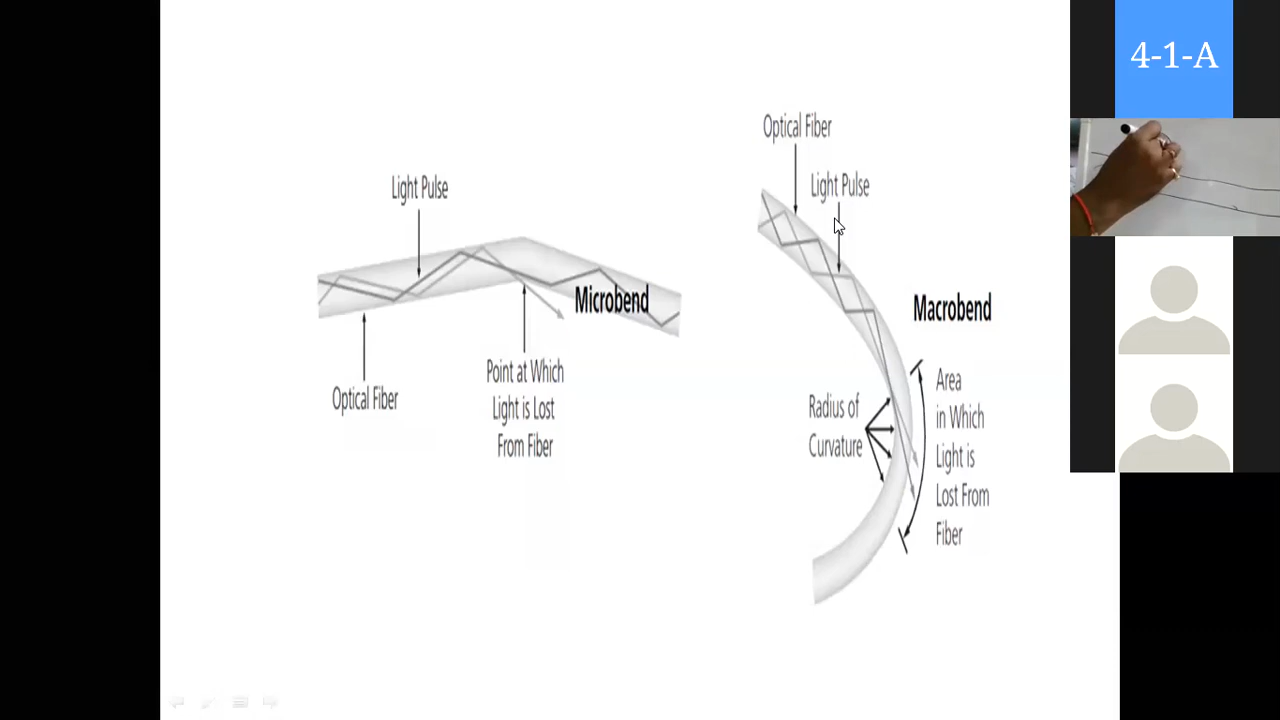 4-1-A
Light Pulse
Optical Fiber
Point at Which
Light is Lost
From Fiber
Microbend
Optical Fiber
Light Pulse
Macrobend
Radius of
Curvature
Area
in Which
Light is
Lost From
Fiber